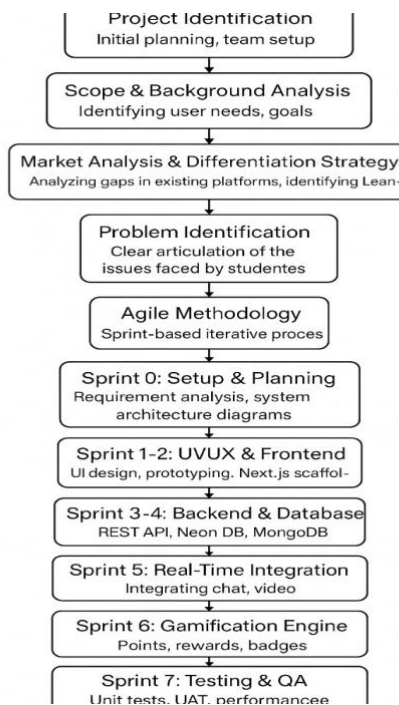 Project Identification
Initial planning, team setup
Scope & Background Analysis
Identifying user needs, goals
Market Analysis & Differentiation Strategy
Analyzing gaps in existing platforms, identifying Lean-
Problem Identification
Clear articulation of the
issues faced by studentes
Agile Methodology
Sprint-based iterative proces
Sprint 0: Setup & Planning
Requirement analysis, system
architecture diagrams
Sprint 1-2: UVUX & Frontend
UI design, prototyping. Next.js scaffol-
Sprint 3-4: Backend & Database
REST API, Neon DB, MongoDB
Sprint 5: Real-Time Integration
Integrating chat, video
Sprint 6: Gamification Engine
Points, rewards, badges
Sprint 7: Testing & QA
Unit tests, UAT, performancee